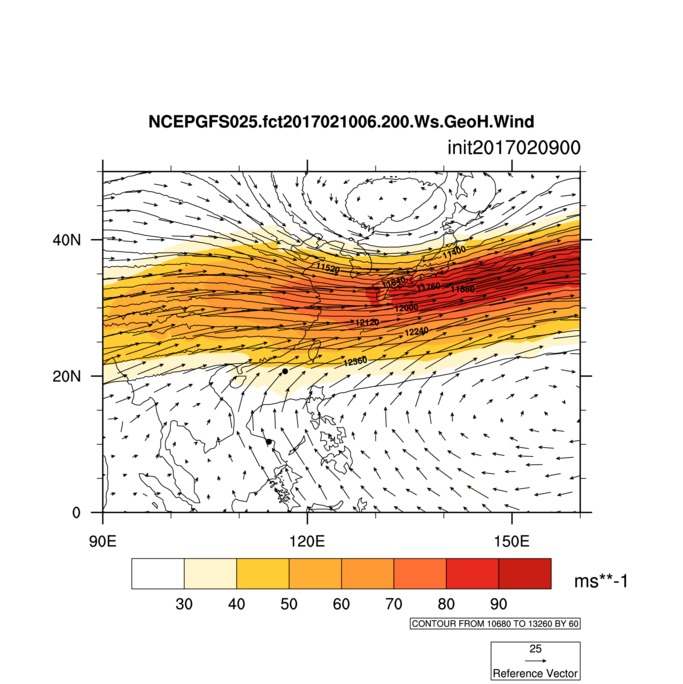 NCEPGFS025.fct2017021006.200.Ws.GeoH.Wind
init2017020900
40N
11400
11520
11640
11760
11880
12000
12120
12240
12360
20N
0
90E 120E 150E
ms**-1
30 40 50 60 70 80 90
CONTOUR FROM 10680 TO 13260 BY 60
25
Reference Vector